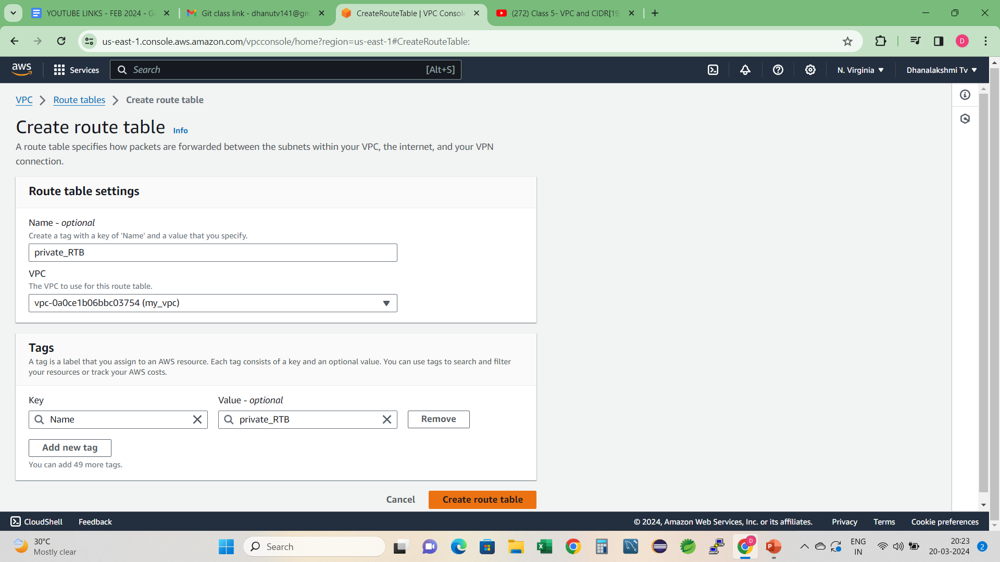 YOUTUBE LINKS - FEB 2024 - G
Git class link - dhanutv141@gm
CreateRouteTable | VPC Console
(272) Class 5- VPC and CIDR[19
us-east-1.console.aws.amazon.com/vpcconsole/home?region=us-east-1#CreateRouteTable:
D
aws
Services
Search
[Alt+S]
N. Virginia
Dhanalakshmi Tv
VPC
Route tables
Create route table
Create route table
Info
A route table specifies how packets are forwarded between the subnets within your VPC, the internet, and your VPN
connection.
Route table settings
Name - optional
Create a tag with a key of 'Name' and a value that you specify.
private_RTB
VPC
The VPC to use for this route table.
vpc-0a0ce1b06bbc03754 (my_vpc)
Tags
A tag is a label that you assign to an AWS resource. Each tag consists of a key and an optional value. You can use tags to search and filter
your resources or track your AWS costs.
Key
Value - optional
Name
private_RTB
Remove
Add new tag
You can add 49 more tags.
Cancel
Create route table
CloudShell
Feedback
© 2024, Amazon Web Services, Inc. or its affiliates.
Privacy
Terms
Cookie preferences
30°C
Mostly clear
Search
D
ENG
IN
20:23
20-03-2024
2